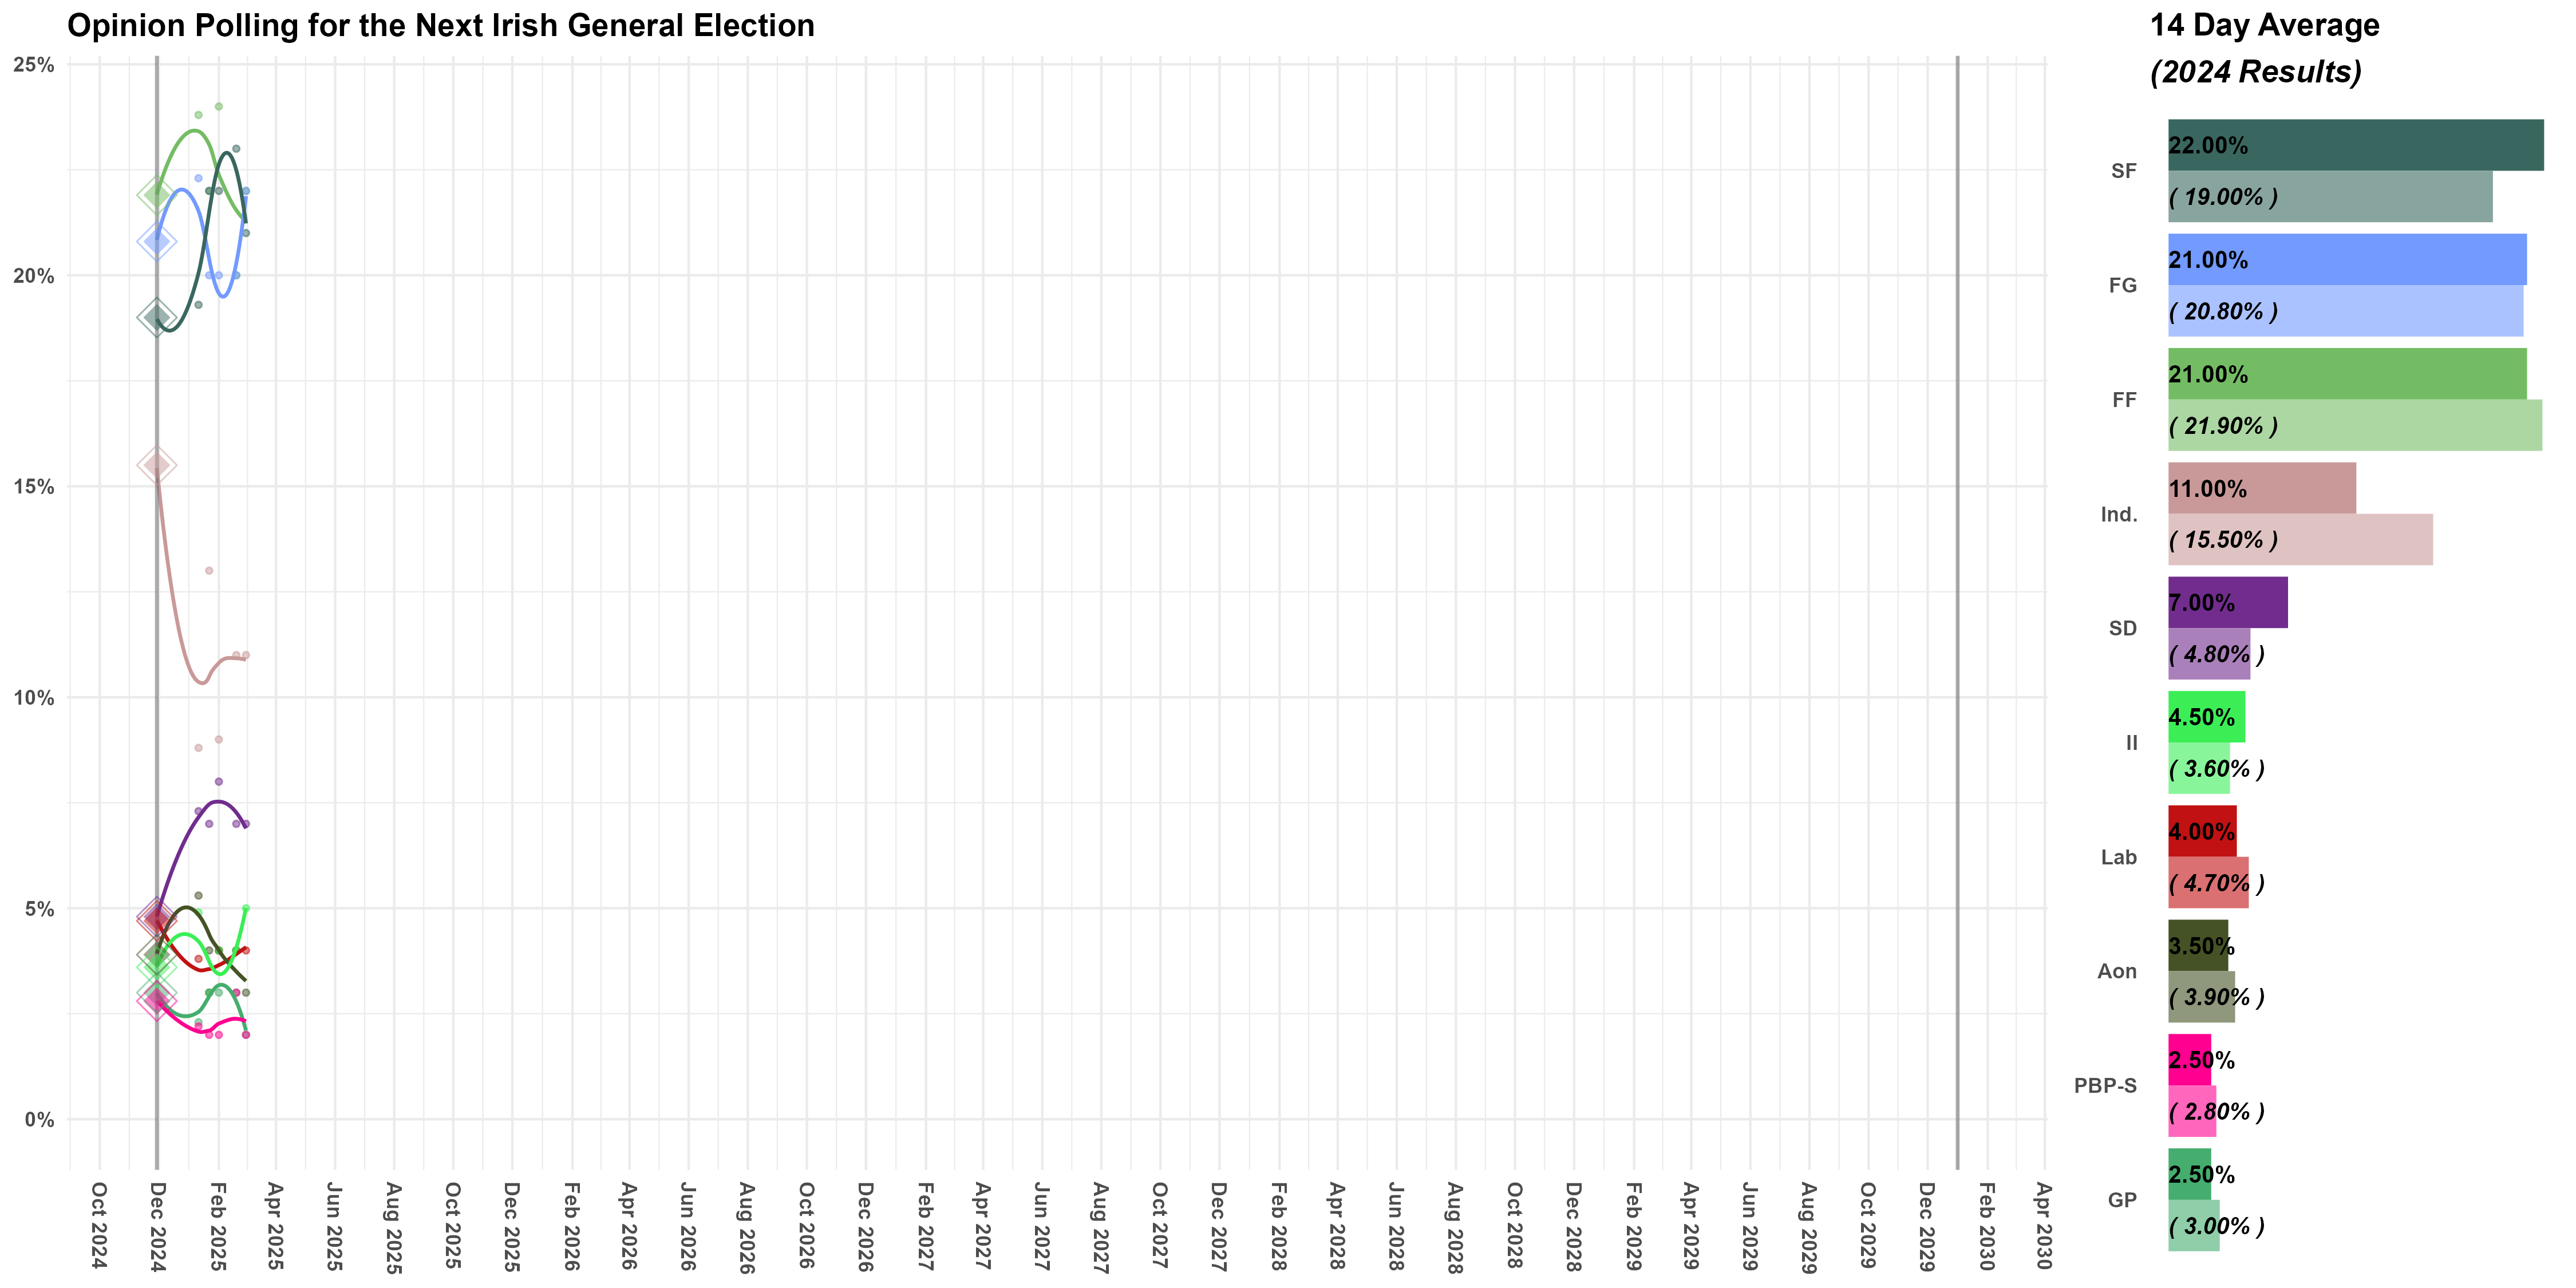 Opinion Polling for the Next Irish General Election
25%
20%
15%
10%
5%
0%
Oct 2024
Dec 2024
Feb 2025
Apr 2025
Jun 2025
Aug 2025
Oct 2025
Dec 2025
Feb 2026
Apr 2026
Jun 2026
Aug 2026
Oct 2026
Dec 2026
Feb 2027
Apr 2027
Jun 2027
Aug 2027
Oct 2027
Dec 2027
Feb 2028
Apr 2028
Jun 2028
Aug 2028
Oct 2028
Dec 2028
Feb 2029
Apr 2029
Jun 2029
Aug 2029
Oct 2029
Dec 2029
Feb 2030
Apr 2030
14 Day Average
(2024 Results)
SF
22.00%
( 19.00% )
FG
21.00%
( 20.80% )
FF
21.00%
( 21.90% )
Ind.
11.00%
( 15.50% )
SD
7.00%
( 4.80% )
II
4.50%
( 3.60% )
Lab
4.00%
( 4.70% )
Aon
3.50%
( 3.90% )
PBP-S
2.50%
( 2.80% )
GP
2.50%
( 3.00% )